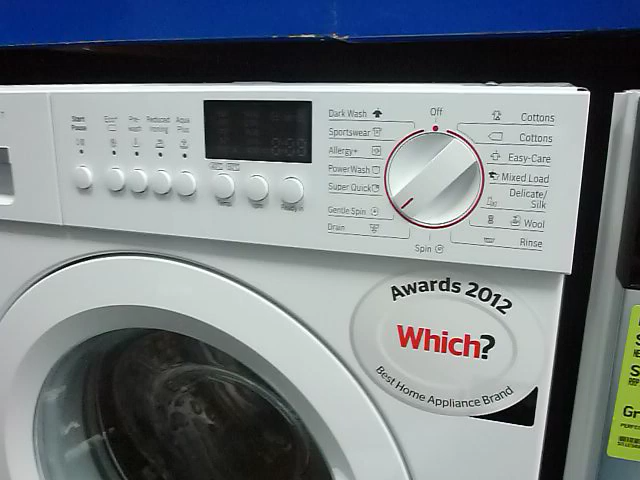 Start
Pause
Pre-
wash
Reduced
Ironing
Aqua
Plus
Dark Wash
Sportswear
Allergy+
PowerWash
Super Quick
Gentle Spin
Drain
Off
Spin
Cottons
Cottons
Easy-Care
Mixed Load
Delicate/
Silk
Wool
Rinse
Awards 2012
Which?
Best Home Appliance Brand